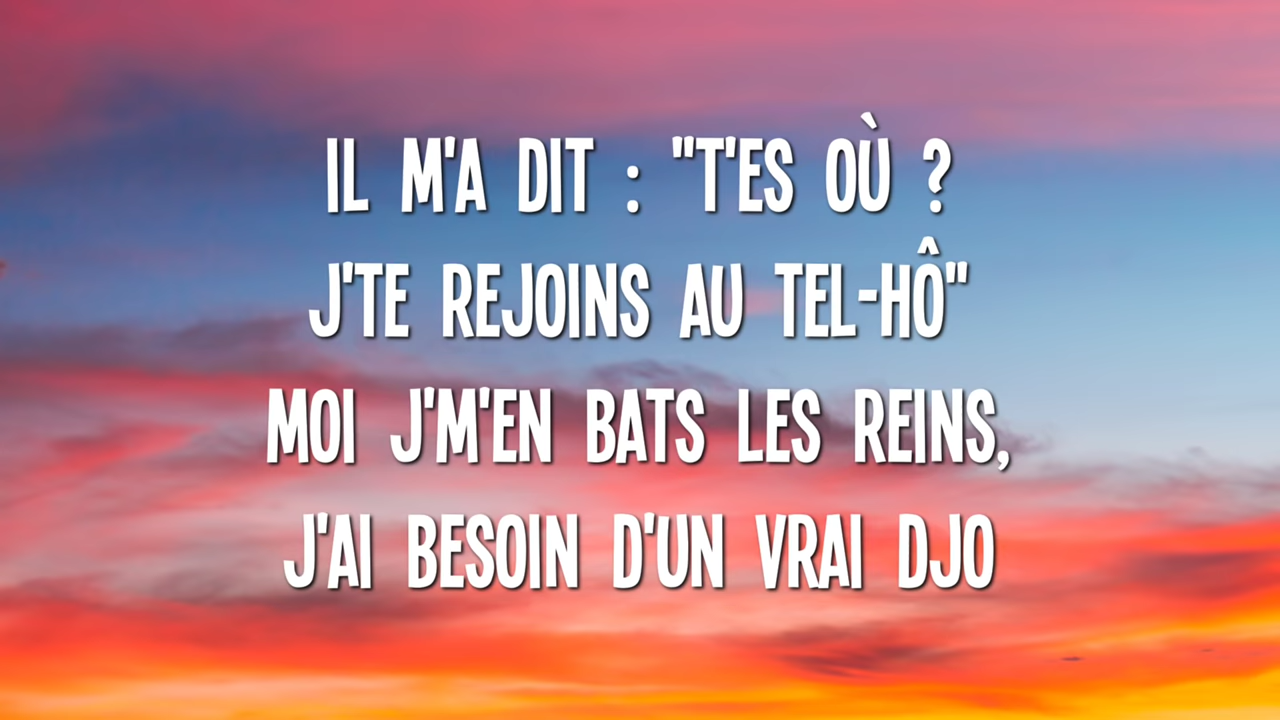 IL M'A DIT : "T'ES OÙ ?
J'TE REJOINS AU TEL-HÔ"
MOI J'M'EN BATS LES REINS,
J'AI BESOIN D'UN VRAI DJO